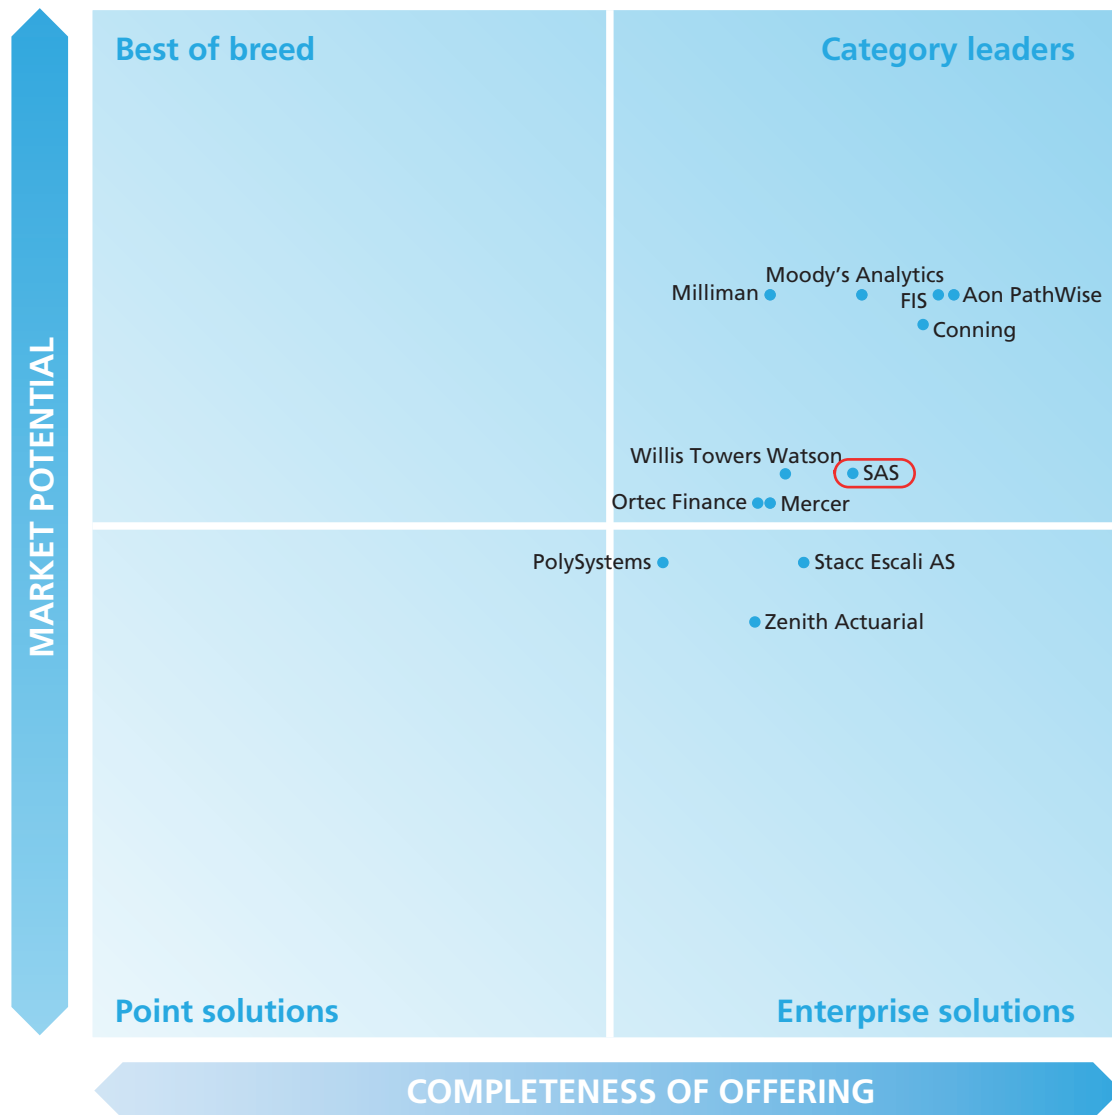 Best of breed
Category leaders
Moody’s Analytics
Milliman
FIS
Aon PathWise
Conning
MARKET POTENTIAL
Willis Towers Watson
SAS
Ortec Finance
Mercer
PolySystems
Stacc Escali AS
Zenith Actuarial
Point solutions
Enterprise solutions
COMPLETENESS OF OFFERING